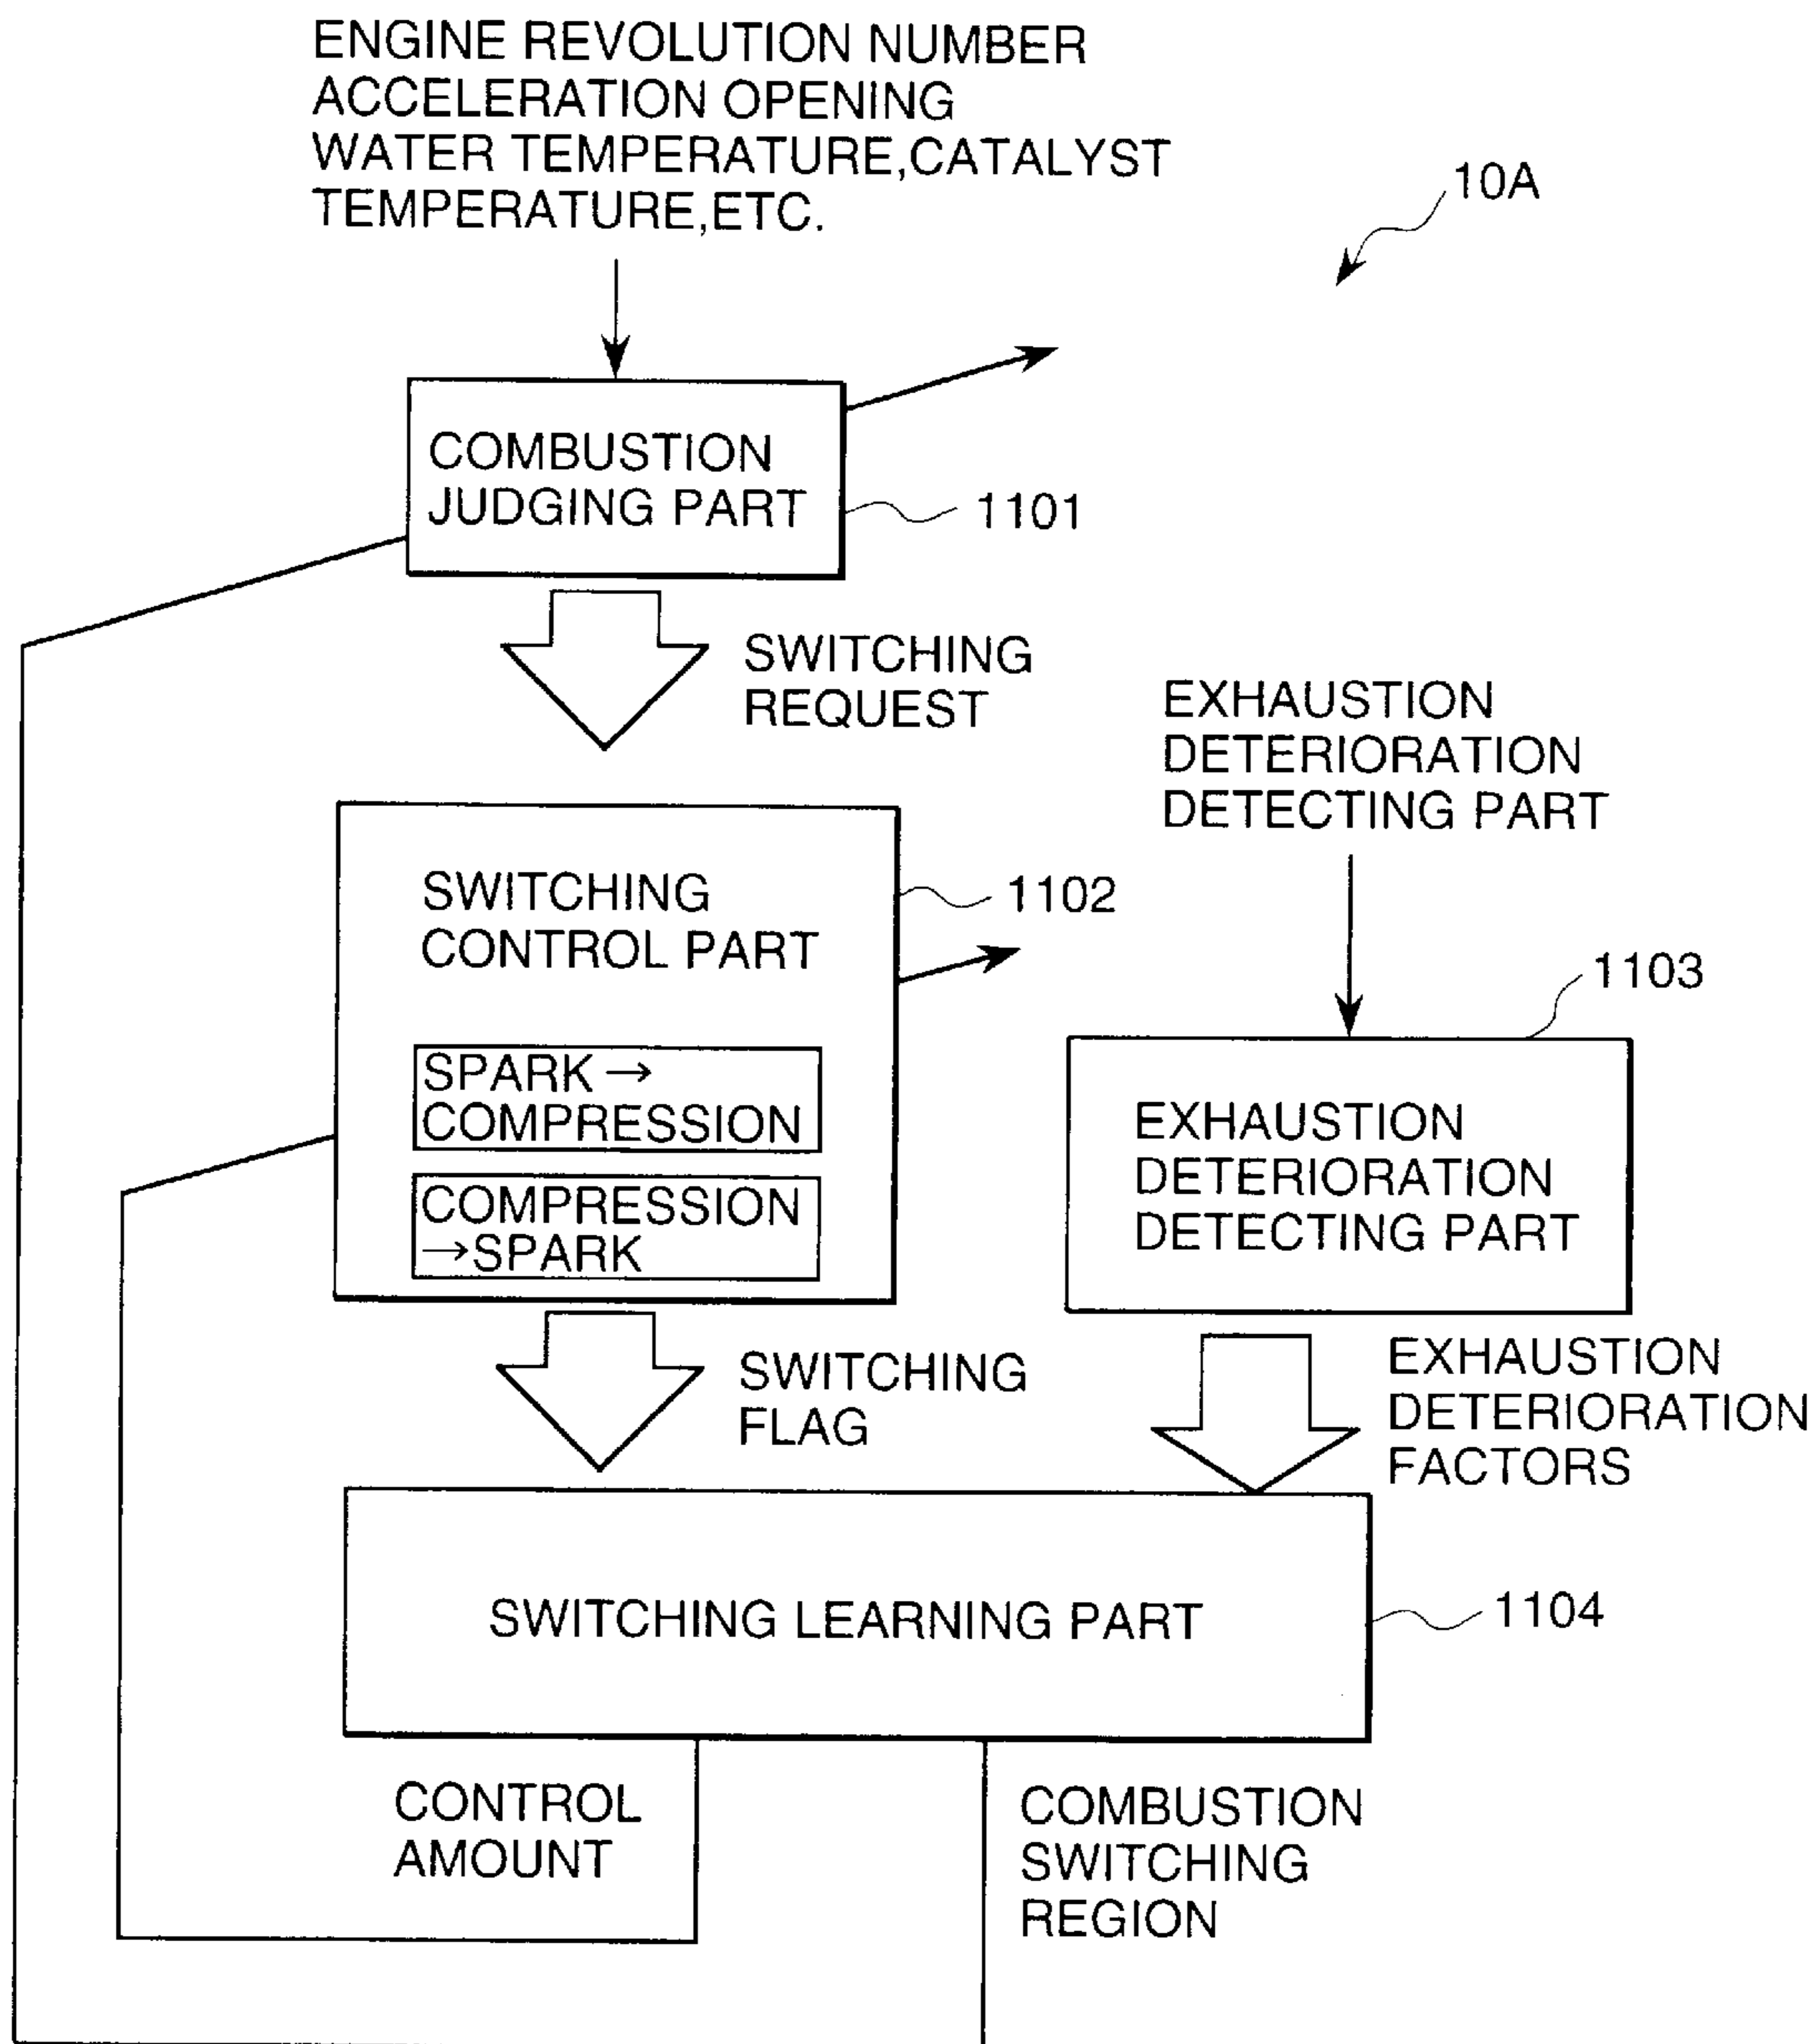 ENGINE REVOLUTION NUMBER
ACCELERATION OPENING
WATER TEMPERATURE,CATALYST
TEMPERATURE,ETC.
10A
COMBUSTION
JUDGING PART
1101
SWITCHING
REQUEST
EXHAUSTION
DETERIORATION
DETECTING PART
SWITCHING
CONTROL PART
1102
SPARK →
COMPRESSION
COMPRESSION
→SPARK
1103
EXHAUSTION
DETERIORATION
DETECTING PART
SWITCHING
FLAG
EXHAUSTION
DETERIORATION
FACTORS
SWITCHING LEARNING PART
1104
CONTROL
AMOUNT
COMBUSTION
SWITCHING
REGION